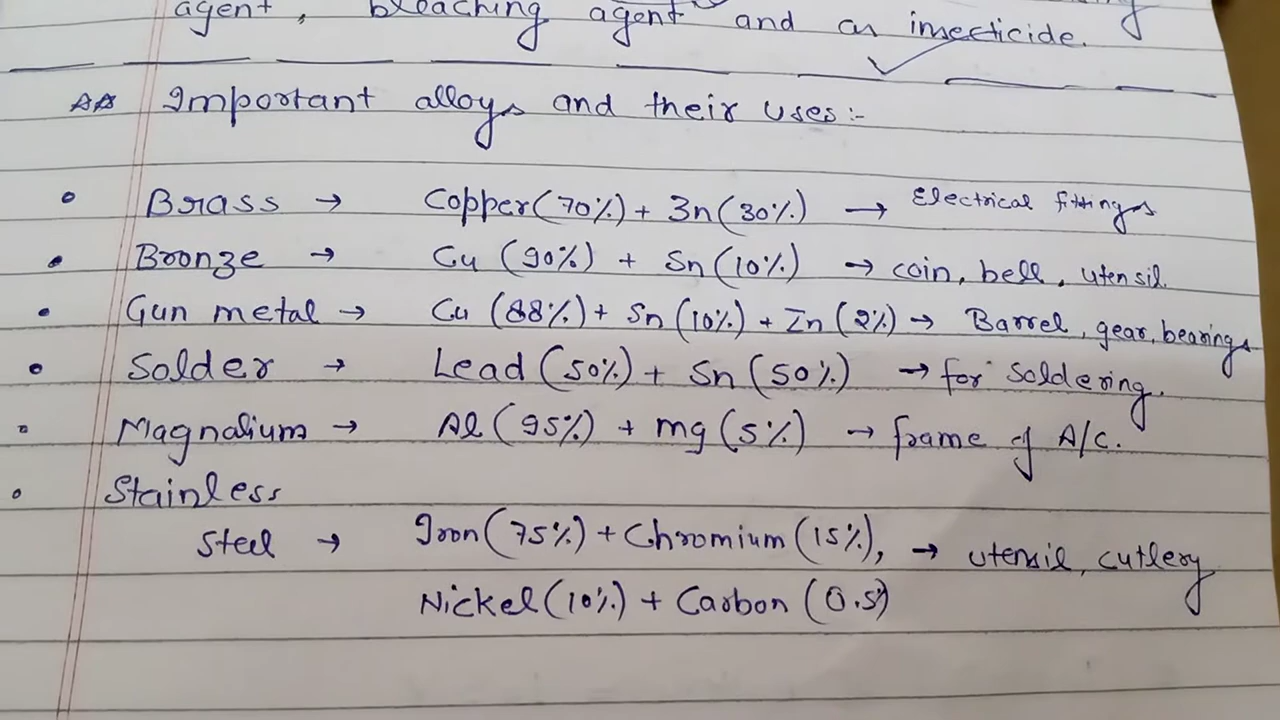 agent, bleaching agent and as insecticide.
Important alloys and their uses:-
Brass → Copper(70%) + Zn(30%) → Electrical fittings
Bronze → Cu (90%) + Sn(10%) → coin, bell, utensil
Gun metal → Cu (88%) + Sn(10%) + Zn(2%) → Barrel, gear, bearings
Solder → Lead (50%) + Sn(50%) → for soldering.
Magnalium → Al(95%) + mg(5%) → frame of A/C.
Stainless
Steel → Iron(75%) + Chromium(15%), → utensil, cutlery
Nickel(10%) + Carbon (0.5)